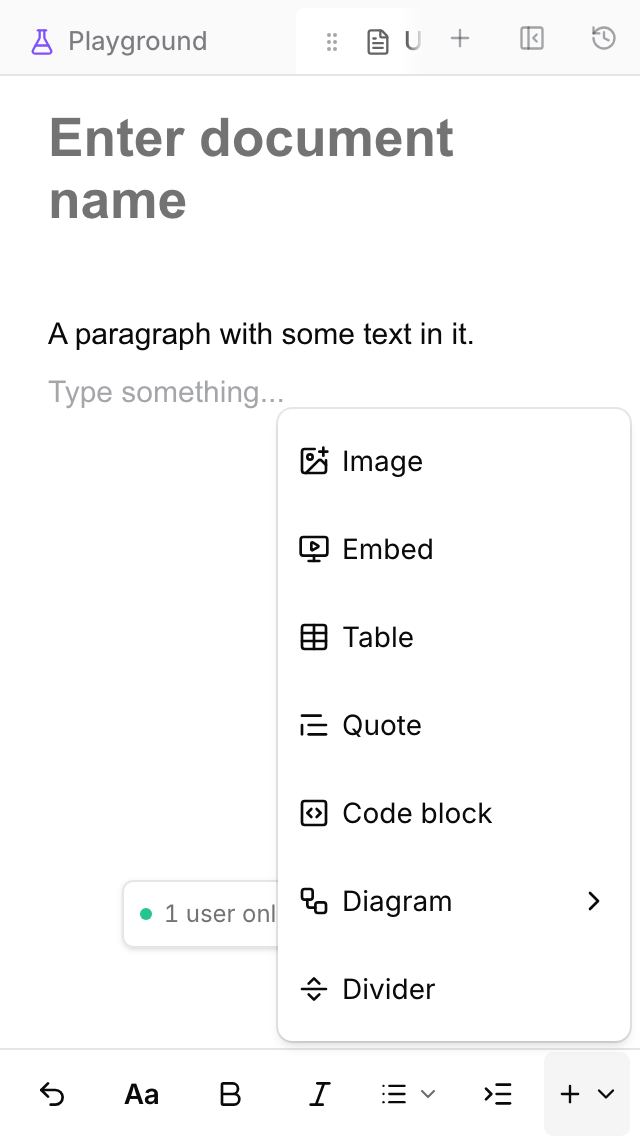 Playground
U
Enter document
name
A paragraph with some text in it.
Type something...
Image
Embed
Table
Quote
Code block
Diagram
1 user onl
Divider
Aa
B
I